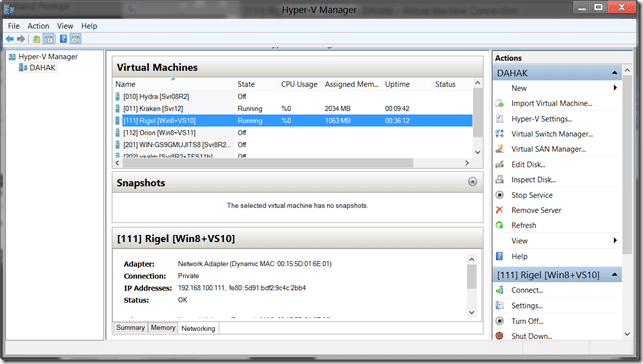 Hyper-V Manager
File Action View Help
Hyper-V Manager
DAHAK
Virtual Machines
Name State CPU Usage Assigned Mem... Uptime Status
[010] Hydra [Svr08R2] Off
[011] Kraken [Svr12] Running %0 2034 MB 00:09:42
[111] Rigel [Win8+VS10] Running %0 1063 MB 00:36:12
[112] Orion [Win8+VS11] Off
[201] WIN-GS9GMUJITS8 [Svr8R2... Off
[202] vsalm [Svr8R2+TFS11b] Off
Snapshots
The selected virtual machine has no snapshots.
[111] Rigel [Win8+VS10]
Adapter: Network Adapter (Dynamic MAC: 00:15:5D:01:6E:01)
Connection: Private
IP Addresses: 192.168.100.111, fe80:5d91:bdf2:9c4c:2bb4
Status: OK
Summary Memory Networking
Actions
DAHAK
New
Import Virtual Machine...
Hyper-V Settings...
Virtual Switch Manager...
Virtual SAN Manager...
Edit Disk...
Inspect Disk...
Stop Service
Remove Server
Refresh
View
Help
[111] Rigel [Win8+VS10]
Connect...
Settings...
Turn Off...
Shut Down...